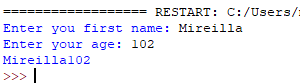 ================== RESTART: C:/Users/
Enter you first name: Mireilla
Enter your age: 102
Mireilla102
>>>